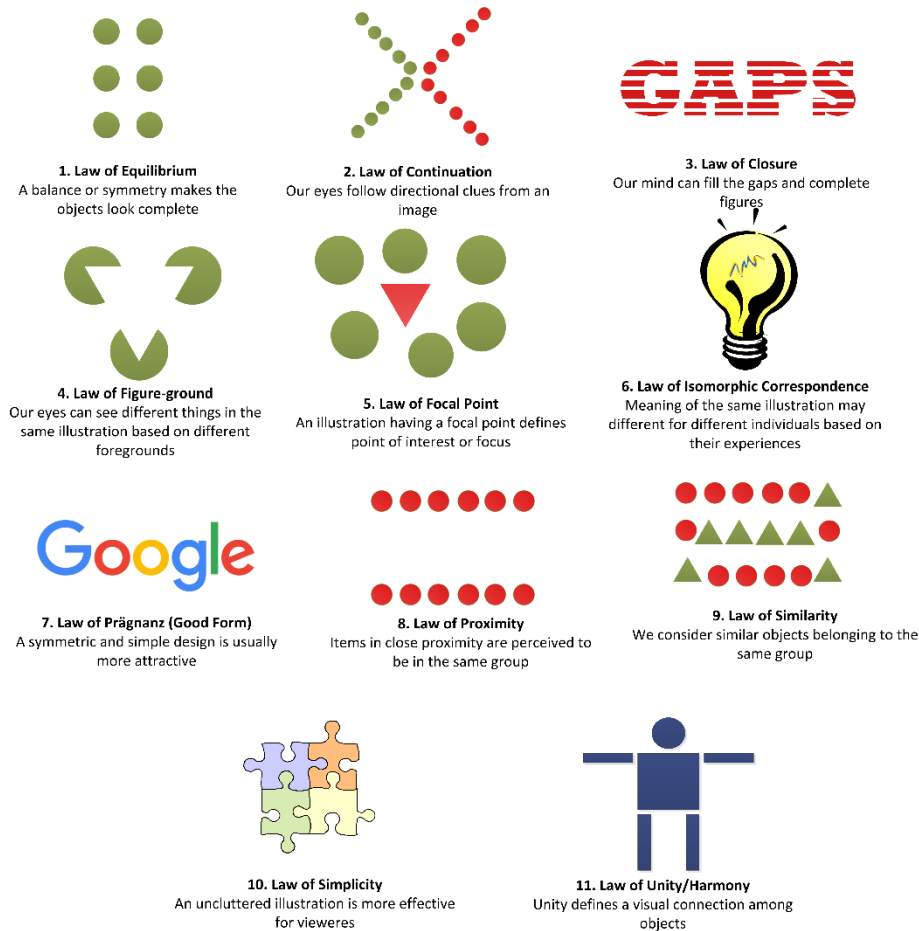 GAPS
1. Law of Equilibrium
A balance or symmetry makes the
objects look complete
2. Law of Continuation
Our eyes follow directional clues from an
image
3. Law of Closure
Our mind can fill the gaps and complete
figures
4. Law of Figure-ground
Our eyes can see different things in the
same illustration based on different
foregrounds
5. Law of Focal Point
An illustration having a focal point defines
point of interest or focus
6. Law of Isomorphic Correspondence
Meaning of the same illustration may
different for different individuals based on
their experiences
Google
7. Law of Prägnanz (Good Form)
A symmetric and simple design is usually
more attractive
8. Law of Proximity
Items in close proximity are perceived to
be in the same group
9. Law of Similarity
We consider similar objects belonging to the
same group
10. Law of Simplicity
An uncluttered illustration is more effective
for vieweres
11. Law of Unity/Harmony
Unity defines a visual connection among
objects